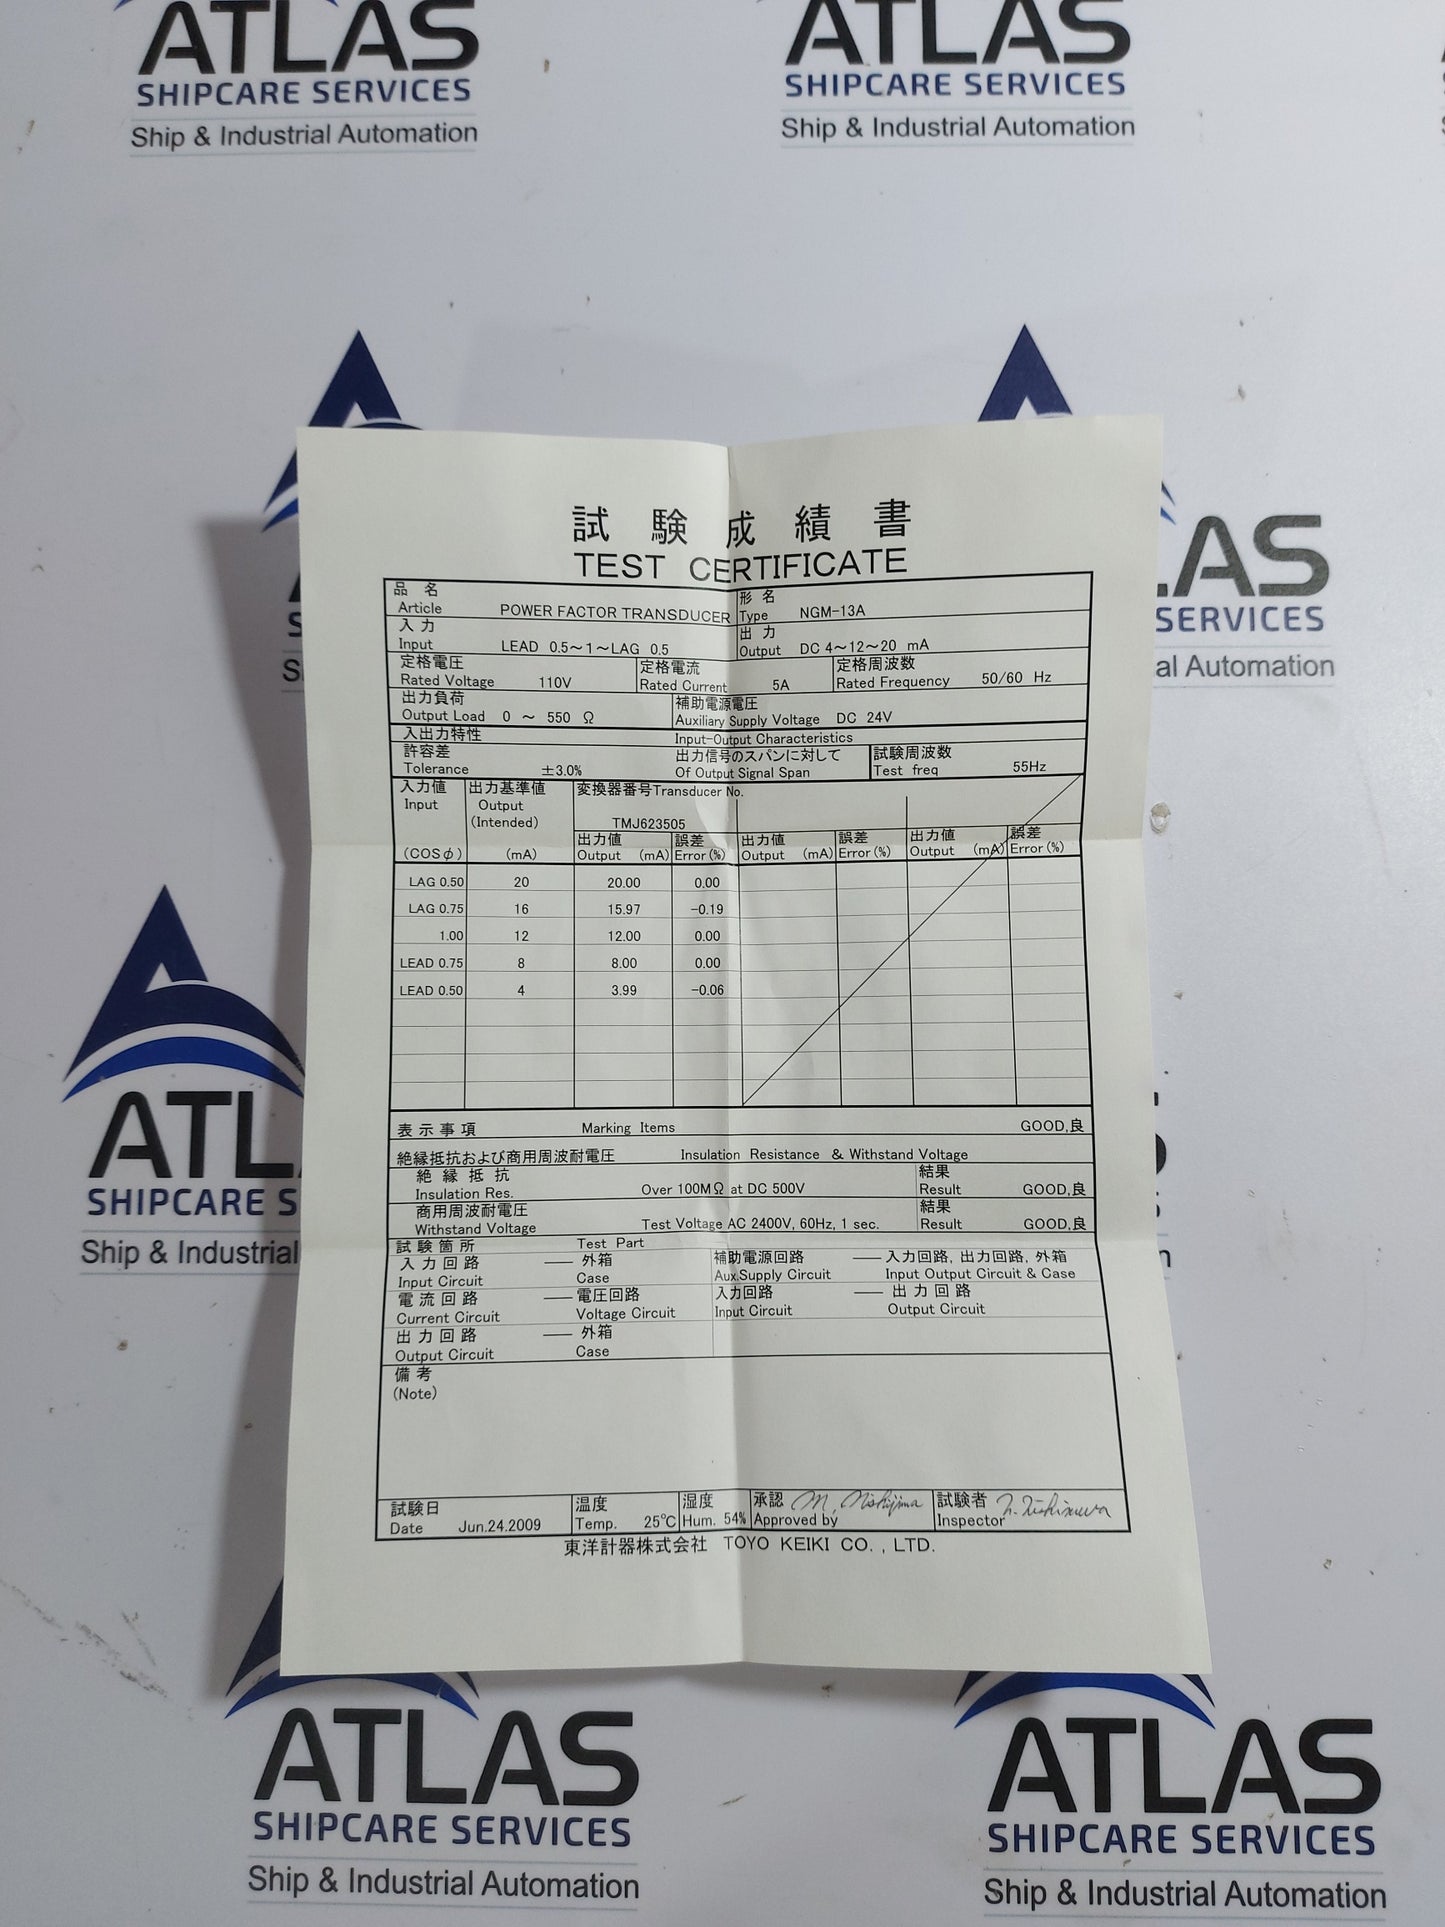 ATLAS
SHIPCARE SERVICES
Ship & Industrial Automation
ATLAS
SHIPCARE SERVICES
Ship & Industrial Automation
試験成績書
TEST CERTIFICATE
品名
Article POWER FACTOR TRANSDUCER
形名
Type NGM-13A
入力
Input LEAD 0.5～1～LAG 0.5
出力
Output DC 4～12～20 mA
定格電圧
Rated Voltage 110V
定格電流
Rated Current 5A
定格周波数
Rated Frequency 50/60 Hz
出力負荷
Output Load 0 ～ 550 Ω
補助電源電圧
Auxiliary Supply Voltage DC 24V
入出力特性 Input-Output Characteristics
許容差
Tolerance ±3.0%
出力信号のスパンに対して
Of Output Signal Span
試験周波数
Test freq 55Hz
入力値
Input
(COSφ)
出力基準値
Output
(Intended)
(mA)
変換器番号Transducer No.
TMJ623505
出力値 誤差 出力値 誤差 出力値 誤差
Output (mA) Error(%) Output (mA) Error(%) Output (mA) Error(%)
LAG 0.50 20 20.00 0.00
LAG 0.75 16 15.97 -0.19
1.00 12 12.00 0.00
LEAD 0.75 8 8.00 0.00
LEAD 0.50 4 3.99 -0.06
表示事項 Marking Items GOOD,良
絶縁抵抗および商用周波耐電圧 Insulation Resistance & Withstand Voltage
絶縁抵抗 結果
Insulation Res. Over 100MΩ at DC 500V Result GOOD,良
商用周波耐電圧 結果
Withstand Voltage Test Voltage AC 2400V, 60Hz, 1 sec. Result GOOD,良
試験箇所 Test Part
入力回路 —— 外箱 補助電源回路 —— 入力回路, 出力回路, 外箱
Input Circuit Case Aux.Supply Circuit Input Output Circuit & Case
電流回路 —— 電圧回路 入力回路 —— 出力回路
Current Circuit Voltage Circuit Input Circuit Output Circuit
出力回路 —— 外箱
Output Circuit Case
備考
(Note)
試験日
Date Jun.24.2009
温度
Temp. 25℃
湿度
Hum. 54%
承認 M. Nishijima
Approved by
試験者
Inspector
東洋計器株式会社 TOYO KEIKI CO. , LTD.
LAS
SERVICES
ial Automation
ATL
SHIPCARE S
Ship & Industrial
ATLAS
SHIPCARE SERVICES
Ship & Industrial Automation
ATLAS
SHIPCARE SERVICES
Ship & Industrial Automation